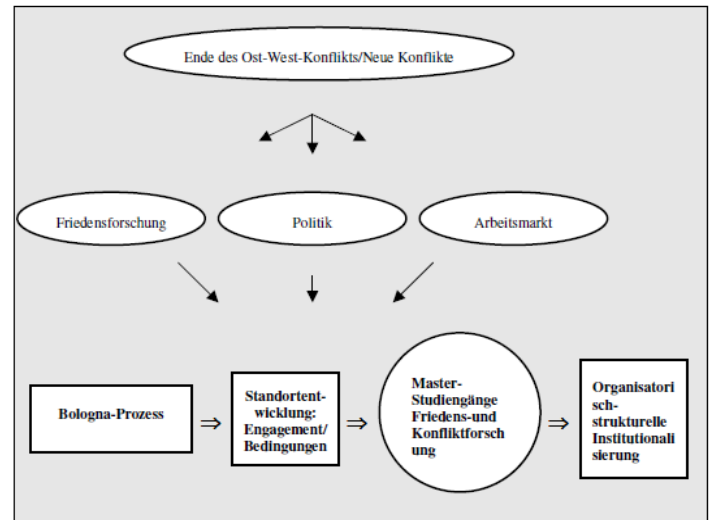 Ende des Ost-West-Konflikts/Neue Konflikte
Friedensforschung
Politik
Arbeitsmarkt
Bologna-Prozess
⇒
Standortent-
wicklung:
Engagement/
Bedingungen
⇒
Master-
Studiengänge
Friedens-und
Konfliktforsch
ung
⇒
Organisatori
sch-
strukturelle
Institutionali
sierung